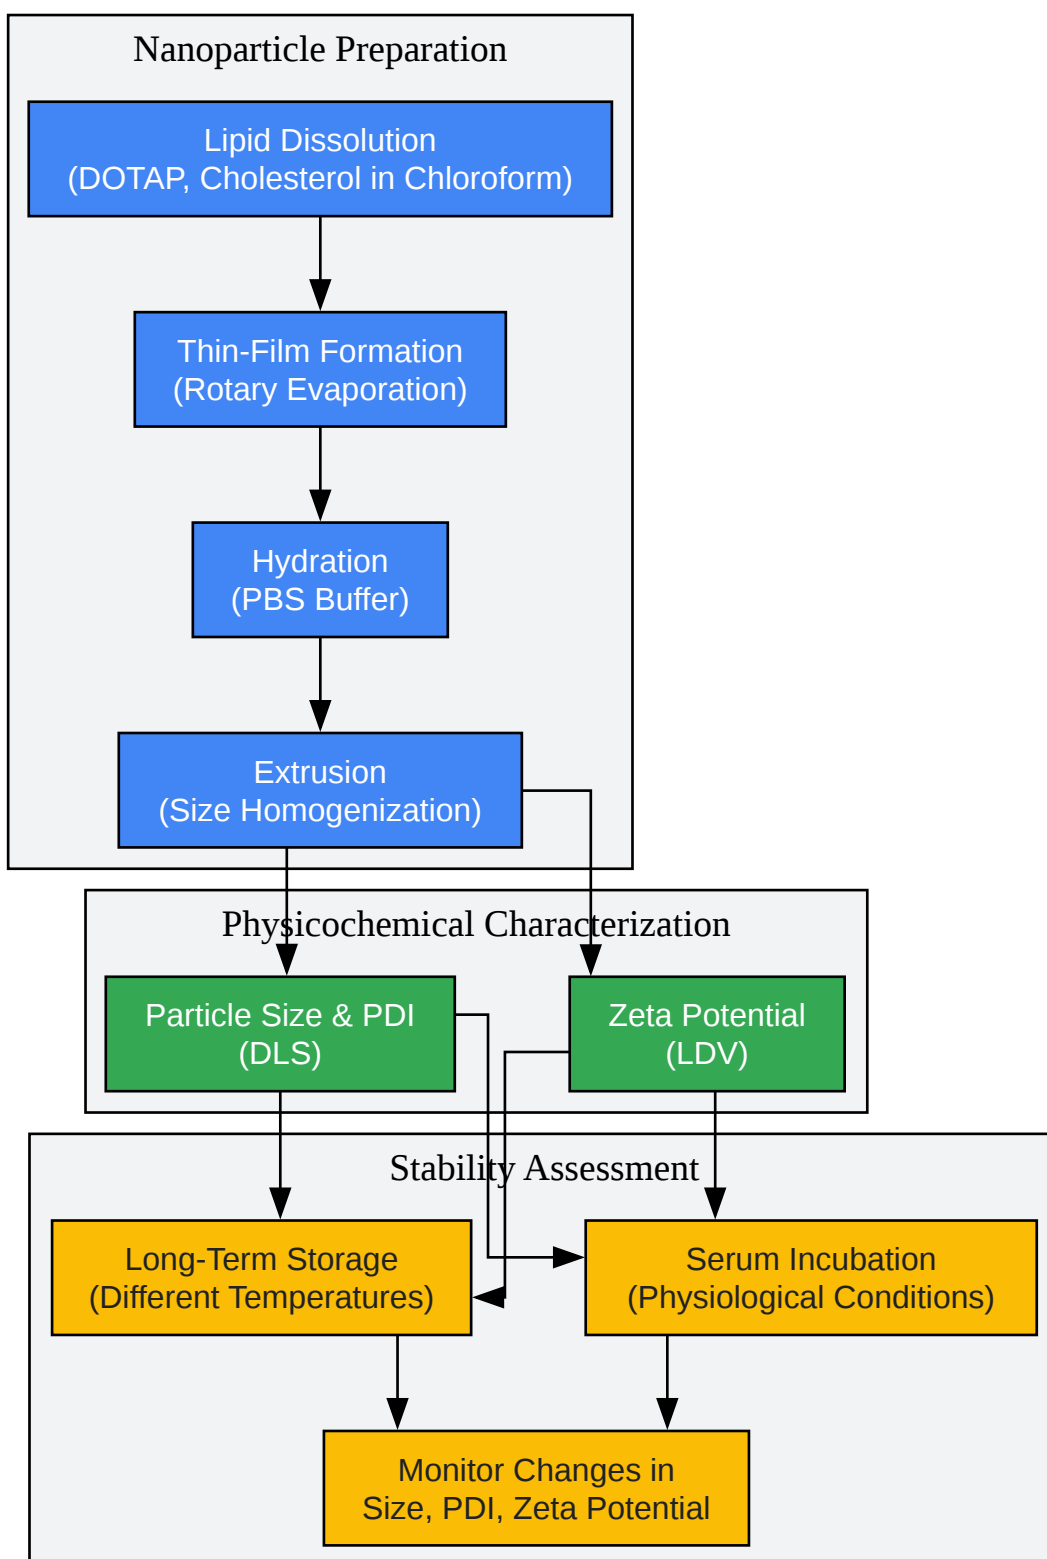 Nanoparticle Preparation
Lipid Dissolution
(DOTAP, Cholesterol in Chloroform)
Thin-Film Formation
(Rotary Evaporation)
Hydration
(PBS Buffer)
Extrusion
(Size Homogenization)
Physicochemical Characterization
Particle Size & PDI
(DLS)
Zeta Potential
(LDV)
Stability Assessment
Long-Term Storage
(Different Temperatures)
Serum Incubation
(Physiological Conditions)
Monitor Changes in
Size, PDI, Zeta Potential